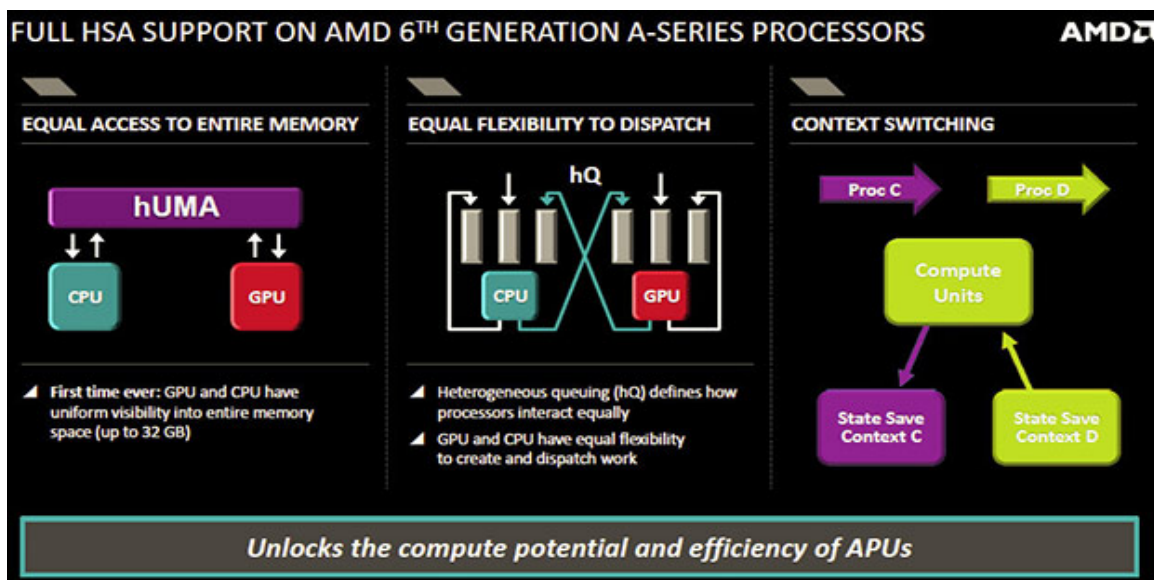 FULL HSA SUPPORT ON AMD 6TH GENERATION A-SERIES PROCESSORS
AMD
EQUAL ACCESS TO ENTIRE MEMORY
hUMA
CPU
GPU
First time ever: GPU and CPU have
uniform visibility into entire memory
space (up to 32 GB)
EQUAL FLEXIBILITY TO DISPATCH
hQ
CPU
GPU
Heterogeneous queuing (hQ) defines how
processors interact equally
GPU and CPU have equal flexibility
to create and dispatch work
CONTEXT SWITCHING
Proc C
Proc D
Compute
Units
State Save
Context C
State Save
Context D
Unlocks the compute potential and efficiency of APUs